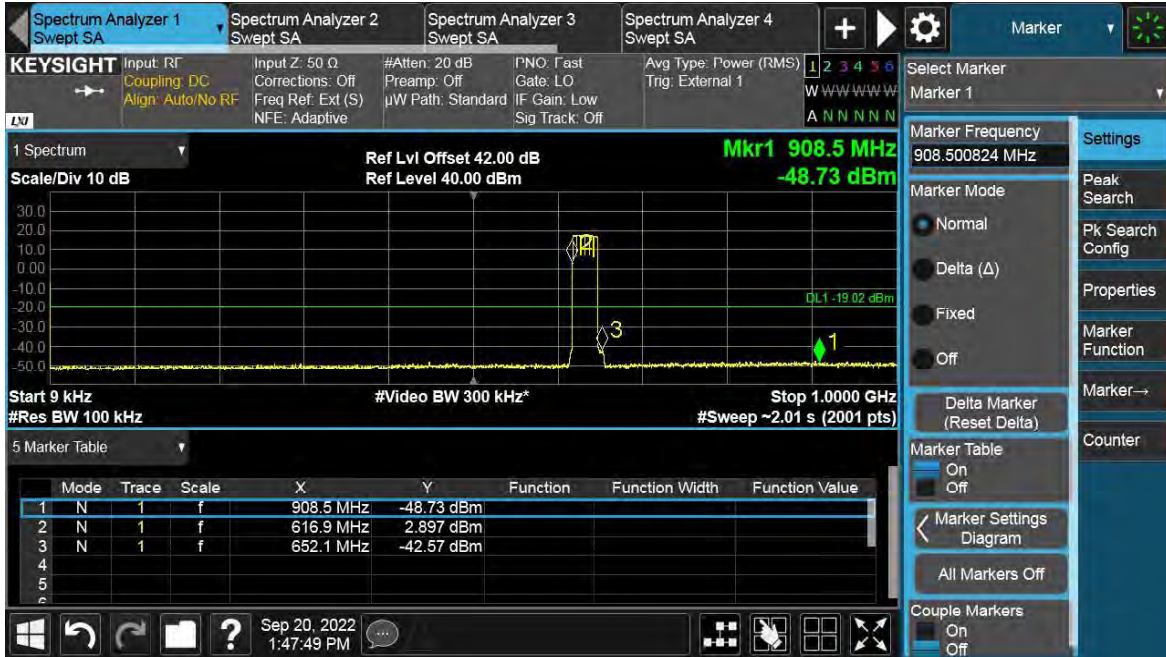 Spectrum Analyzer 1
Swept SA
Spectrum Analyzer 2
Swept SA
Spectrum Analyzer 3
Swept SA
Spectrum Analyzer 4
Swept SA
+
Marker
KEYSIGHT
LXI
Input: RF
Coupling: DC
Align: Auto/No RF
Input Z: 50 Ω
Corrections: Off
Freq Ref: Ext (S)
NFE: Adaptive
#Atten: 20 dB
Preamp: Off
µW Path: Standard
PNO: Fast
Gate: LO
IF Gain: Low
Sig Track: Off
Avg Type: Power (RMS)
Trig: External 1
1 2 3 4 5 6
W W W W W W
A N N N N N
Select Marker
Marker 1
1 Spectrum
Scale/Div 10 dB
Ref Lvl Offset 42.00 dB
Ref Level 40.00 dBm
Mkr1 908.5 MHz
-48.73 dBm
30.0
20.0
10.0
0.00
-10.0
-20.0
-30.0
-40.0
-50.0
2
DL1 -19.02 dBm
3
1
Start 9 kHz
#Res BW 100 kHz
#Video BW 300 kHz*
Stop 1.0000 GHz
#Sweep ~2.01 s (2001 pts)
5 Marker Table
Mode Trace Scale X Y Function Function Width Function Value
1 N 1 f 908.5 MHz -48.73 dBm
2 N 1 f 616.9 MHz 2.897 dBm
3 N 1 f 652.1 MHz -42.57 dBm
4
5
6
Marker Frequency
908.500824 MHz
Marker Mode
Normal
Delta (Δ)
Fixed
Off
Delta Marker
(Reset Delta)
Marker Table
On
Off
Marker Settings
Diagram
All Markers Off
Couple Markers
On
Off
Settings
Peak
Search
Pk Search
Config
Properties
Marker
Function
Marker→
Counter
?
Sep 20, 2022
1:47:49 PM